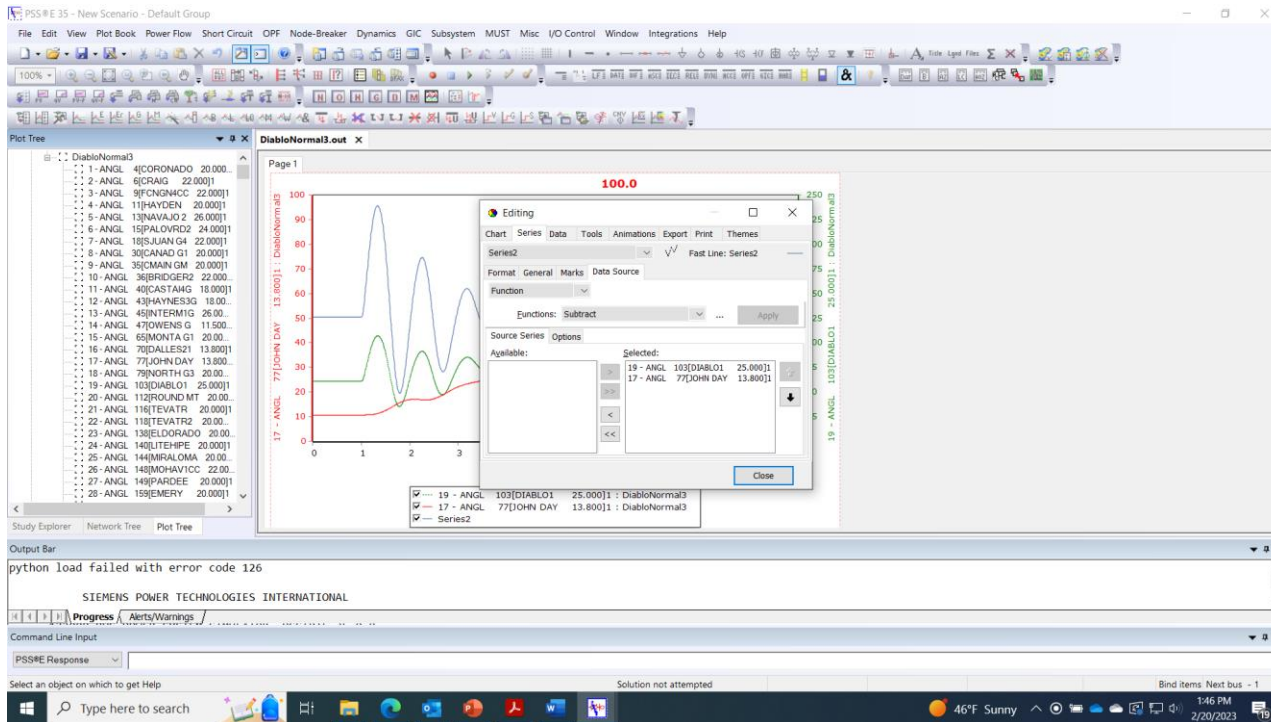 PSS®E 35 - New Scenario - Default Group
File Edit View Plot Book Power Flow Short Circuit OPF Node-Breaker Dynamics GIC Subsystem MUST Misc I/O Control Window Integrations Help
100%
Plot Tree
DiabloNormal3
1 - ANGL 4[CORONADO 20.000...
2 - ANGL 6[CRAIG 22.000]1
3 - ANGL 9[FCNGN4CC 22.000]1
4 - ANGL 11[HAYDEN 20.000]1
5 - ANGL 13[NAVAJO 2 26.000]1
6 - ANGL 15[PALOVRD2 24.000]1
7 - ANGL 18[SJUAN G4 22.000]1
8 - ANGL 30[CANAD G1 20.000]1
9 - ANGL 35[CMAIN GM 20.000]1
10 - ANGL 36[BRIDGER2 22.000...
11 - ANGL 40[CASTAI4G 18.000]1
12 - ANGL 43[HAYNES3G 18.00...
13 - ANGL 45[INTERM1G 26.00...
14 - ANGL 47[OWENS G 11.500...
15 - ANGL 65[MONTA G1 20.00...
16 - ANGL 70[DALLES21 13.800]1
17 - ANGL 77[JOHN DAY 13.800...
18 - ANGL 79[NORTH G3 20.00...
19 - ANGL 103[DIABLO1 25.000]1
20 - ANGL 112[ROUND MT 20.00...
21 - ANGL 116[TEVATR 20.000]1
22 - ANGL 118[TEVATR2 20.00...
23 - ANGL 138[ELDORADO 20.00...
24 - ANGL 140[LITEHIPE 20.000]1
25 - ANGL 144[MIRALOMA 20.00...
26 - ANGL 148[MOHAV1CC 22.00...
27 - ANGL 149[PARDEE 20.000]1
28 - ANGL 159[EMERY 20.000]1
Study Explorer Network Tree Plot Tree
DiabloNormal3.out X
Page 1
100.0
17 - ANGL 77[JOHN DAY 13.800]1 : DiabloNormal3
100
90
80
70
60
50
40
30
20
10
0
0 1 2 3
250
19 - ANGL 103[DIABLO1 25.000]1 : DiabloNormal3
19 - ANGL 103[DIABLO1 25.000]1 : DiabloNormal3
17 - ANGL 77[JOHN DAY 13.800]1 : DiabloNormal3
Series2
Editing
Chart Series Data Tools Animations Export Print Themes
Series2 Fast Line: Series2
Format General Marks Data Source
Function
Functions: Subtract ... Apply
Source Series Options
Available: Selected:
19 - ANGL 103[DIABLO1 25.000]1
17 - ANGL 77[JOHN DAY 13.800]1
>
>>
<
<<
Close
Output Bar
python load failed with error code 126
SIEMENS POWER TECHNOLOGIES INTERNATIONAL
Progress Alerts/Warnings
Command Line Input
PSS®E Response
Select an object on which to get Help Solution not attempted Bind items Next bus - 1
Type here to search
46°F Sunny
1:46 PM
2/20/2023